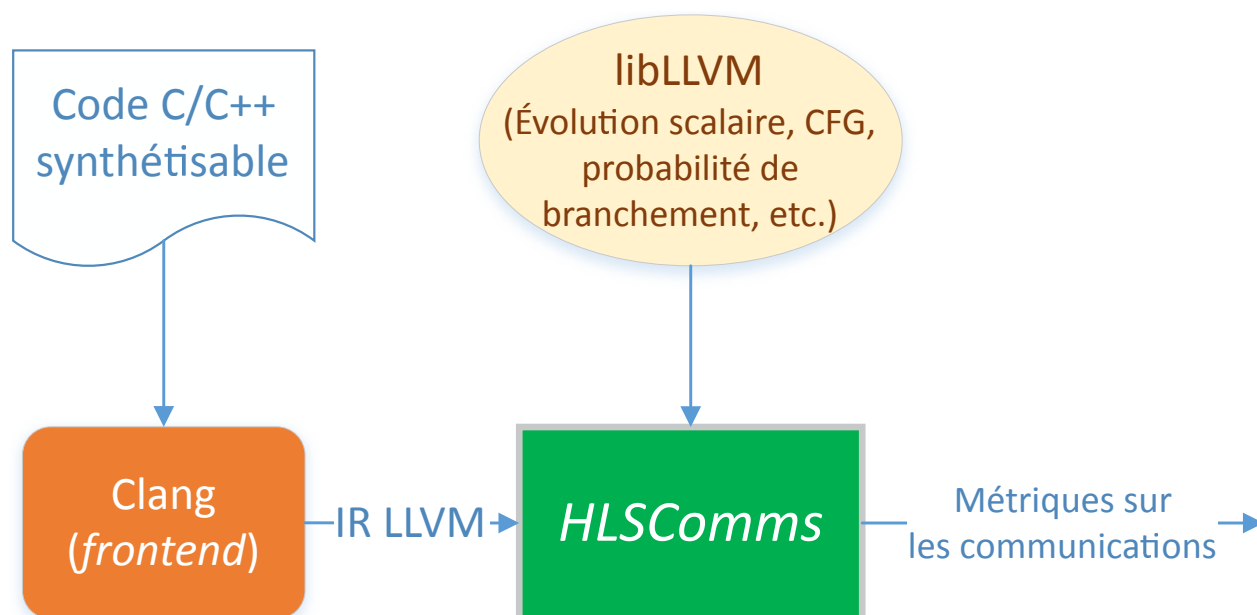 Code C/C++
synthétisable
libLLVM
(Évolution scalaire, CFG,
probabilité de
branchement, etc.)
Clang
(frontend)
IR LLVM
HLSComms
Métriques sur
les communications